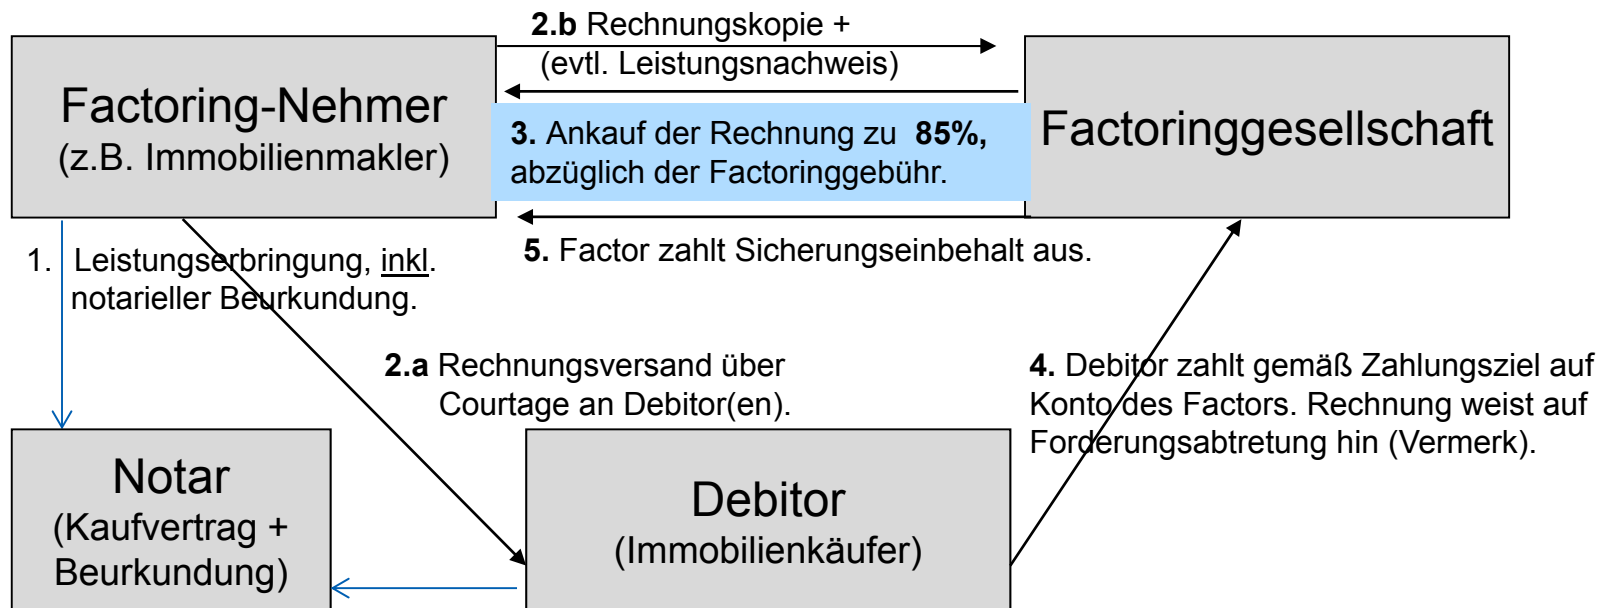 2.b Rechnungskopie +
(evtl. Leistungsnachweis)
Factoring-Nehmer
(z.B. Immobilienmakler)
3. Ankauf der Rechnung zu 85%,
abzüglich der Factoringgebühr.
Factoringgesellschaft
5. Factor zahlt Sicherungseinbehalt aus.
1. Leistungserbringung, inkl.
notarieller Beurkundung.
2.a Rechnungsversand über
Courtage an Debitor(en).
4. Debitor zahlt gemäß Zahlungsziel auf
Konto des Factors. Rechnung weist auf
Forderungsabtretung hin (Vermerk).
Notar
(Kaufvertrag +
Beurkundung)
Debitor
(Immobilienkäufer)